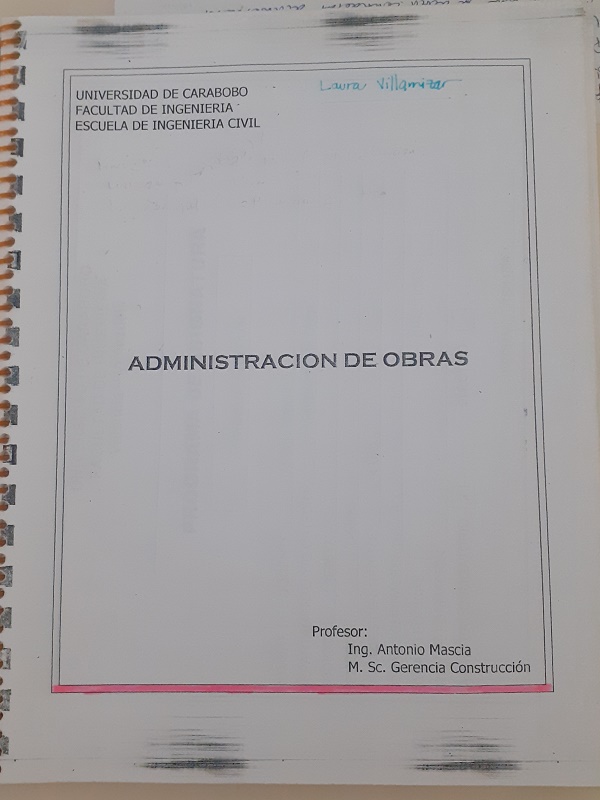 UNIVERSIDAD DE CARABOBO
FACULTAD DE INGENIERIA
ESCUELA DE INGENIERIA CIVIL
Laura Villamizar
ADMINISTRACION DE OBRAS
Profesor:
Ing. Antonio Mascia
M. Sc. Gerencia Construcción